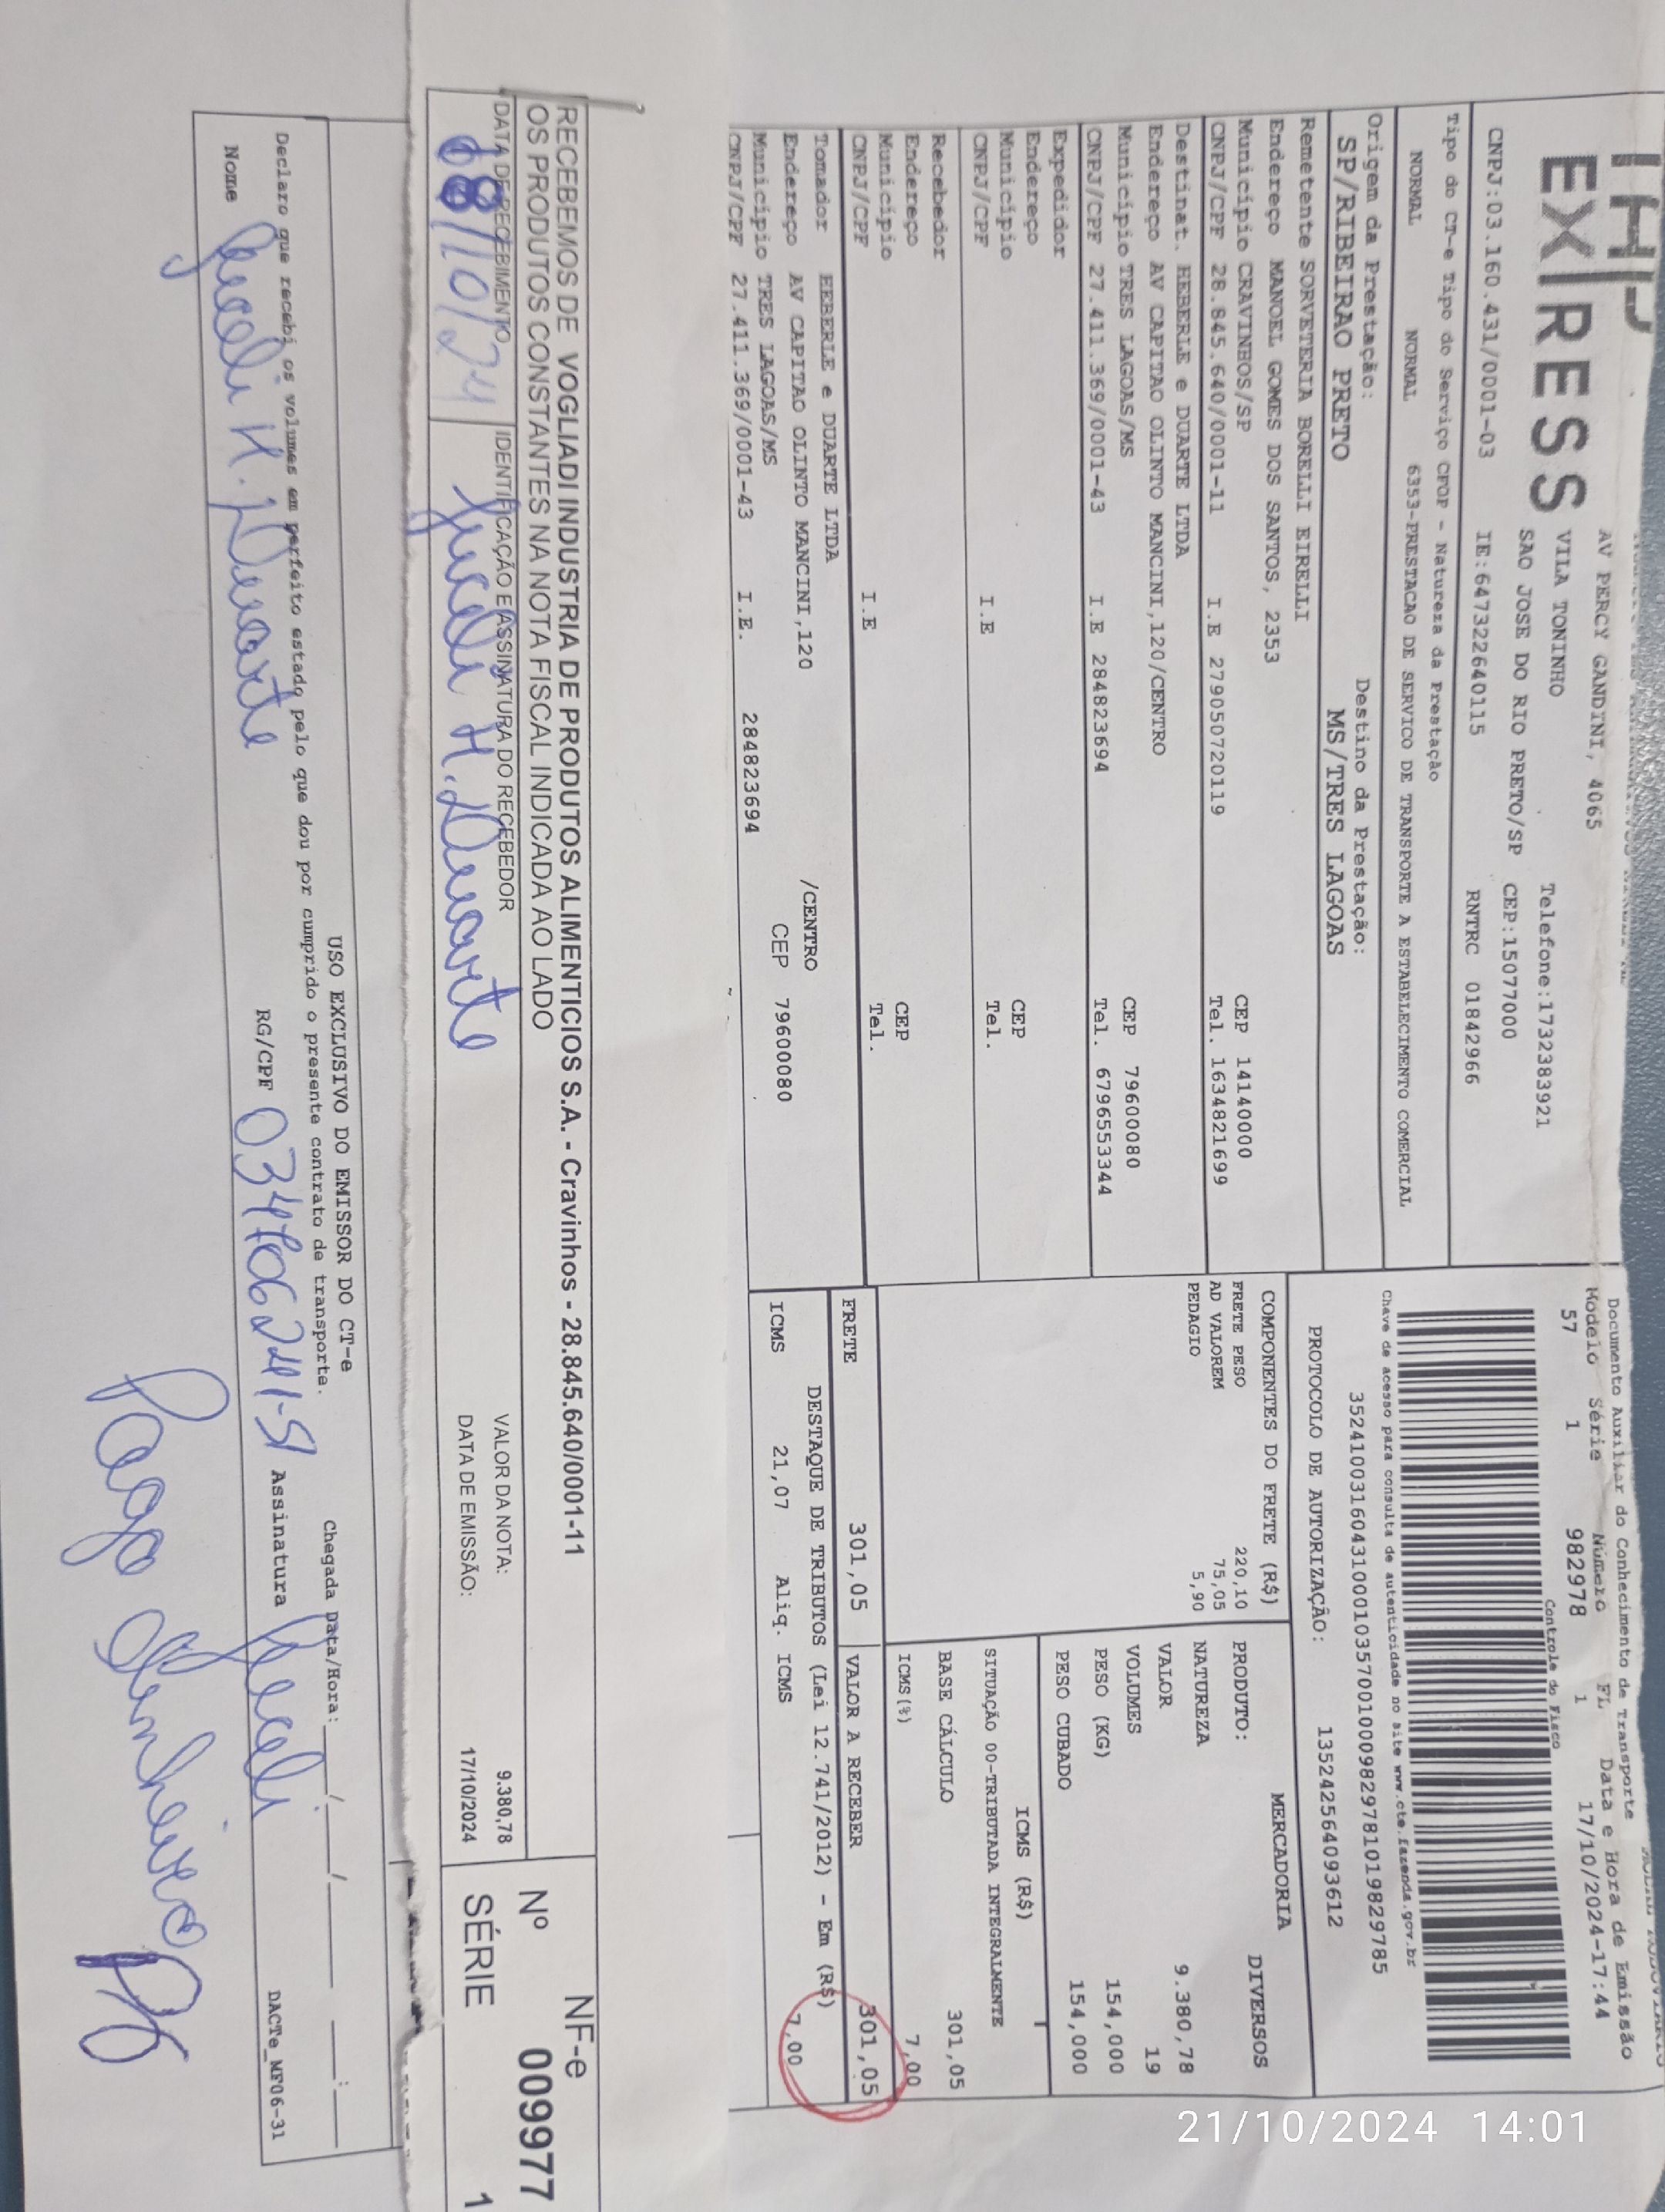 EX|RESS
AV PERCY GANDINI, 4065
VILA TONINHO
Telefone:1732383921
SAO JOSE DO RIO PRETO/SP CEP:15077000
CNPJ:03.160.431/0001-03 IE:647322640115 RNTRC 01842966
Tipo do CT-e Tipo do Serviço CFOP - Natureza da Prestação
NORMAL NORMAL 6353-PRESTACAO DE SERVICO DE TRANSPORTE A ESTABELECIMENTO COMERCIAL
Origem da Prestação: Destino da Prestação:
SP/RIBEIRAO PRETO MS/TRES LAGOAS
Remetente SORVETERIA BORELLI EIRELLI
Endereço MANOEL GOMES DOS SANTOS, 2353
Município CRAVINHOS/SP CEP 14140000
CNPJ/CPF 28.845.640/0001-11 I.E 279050720119 Tel. 1634821699
Destinat. HEBERLE e DUARTE LTDA
Endereço AV CAPITAO OLINTO MANCINI,120/CENTRO
Município TRES LAGOAS/MS CEP 79600080
CNPJ/CPF 27.411.369/0001-43 I.E 284823694 Tel. 67965553344
Expedidor
Endereço
Município CEP
CNPJ/CPF I.E Tel.
Recebedor
Endereço
Município CEP
CNPJ/CPF I.E Tel.
Tomador HEBERLE e DUARTE LTDA
Endereço AV CAPITAO OLINTO MANCINI,120 /CENTRO
Município TRES LAGOAS/MS CEP 79600080
CNPJ/CPF 27.411.369/0001-43 I.E. 284823694
Documento Auxiliar do Conhecimento de Transporte
Modelo Série Número FL Data e Hora de Emissão
57 1 982978 1 17/10/2024-17:44
Controle do Fisco
Chave de acesso para consulta de autenticidade no site www.cte.fazenda.gov.br
35241003160431000103570010009829781019829785
PROTOCOLO DE AUTORIZAÇÃO: 135242564093612
COMPONENTES DO FRETE (R$)
FRETE PESO 220,10
AD VALOREM 75,05
PEDAGIO 5,90
MERCADORIA
PRODUTO: DIVERSOS
NATUREZA
VALOR 9.380,78
VOLUMES 19
PESO (KG) 154,000
PESO CUBADO 154,000
ICMS (R$)
SITUAÇÃO 00-TRIBUTADA INTEGRALMENTE
BASE CÁLCULO 301,05
ICMS(%) 7,00
FRETE 301,05 VALOR A RECEBER 301,05
DESTAQUE DE TRIBUTOS (Lei 12.741/2012) - Em (R$)
ICMS 21,07 Aliq. ICMS 7,00
RECEBEMOS DE VOGLIADI INDUSTRIA DE PRODUTOS ALIMENTICIOS S.A. - Cravinhos - 28.845.640/0001-11
OS PRODUTOS CONSTANTES NA NOTA FISCAL INDICADA AO LADO
DATA DE RECEBIMENTO IDENTIFICAÇÃO E ASSINATURA DO RECEBEDOR
/10/24 H. Duarte
VALOR DA NOTA: 9.380,78
DATA DE EMISSÃO: 17/10/2024
NF-e
Nº 009977
SÉRIE 1
USO EXCLUSIVO DO EMISSOR DO CT-e
Declaro que recebi os volumes em perfeito estado pelo que dou por cumprido o presente contrato de transporte.
Chegada Data/Hora: ____/____/______ ___:___
Nome H. Duarte RG/CPF Assinatura
DACTe_MF06-31
Pago Dinheiro
21/10/2024 14:01